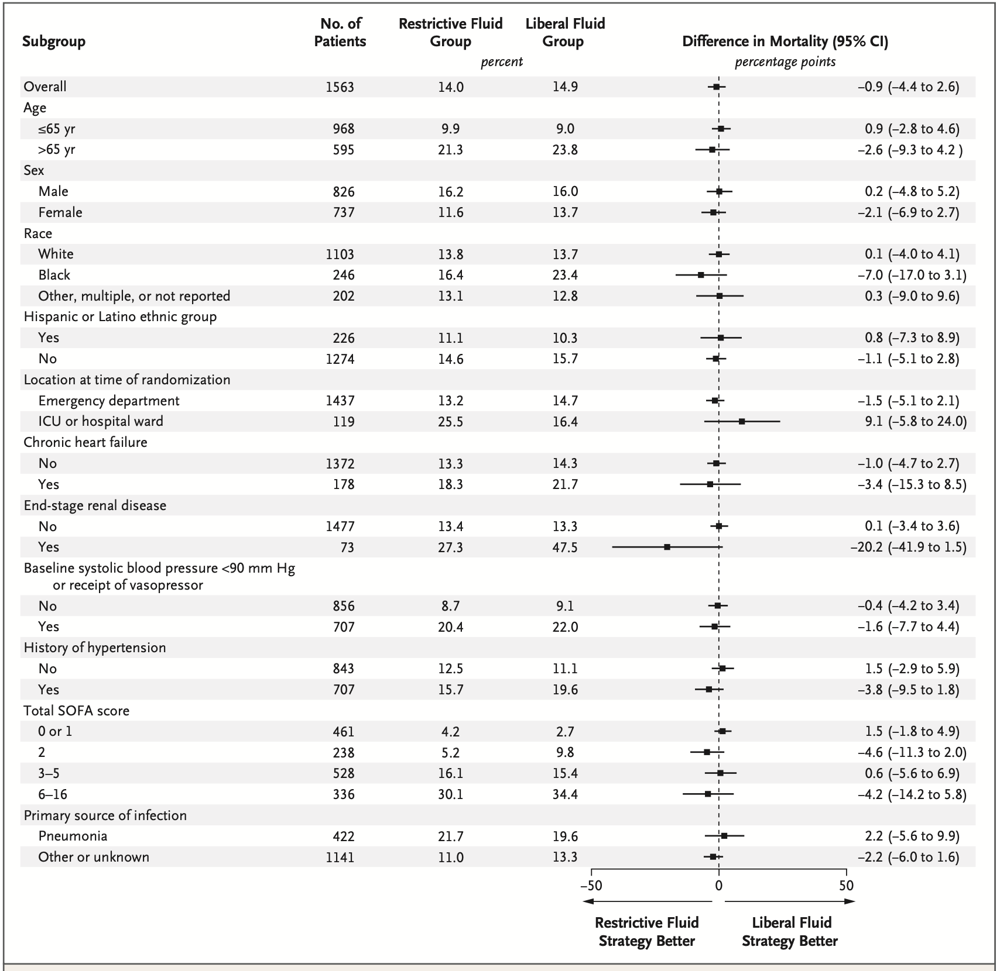 Subgroup No. of Patients Restrictive Fluid Group Liberal Fluid Group Difference in Mortality (95% CI)
percent percentage points
Overall 1563 14.0 14.9 –0.9 (–4.4 to 2.6)
Age
≤65 yr 968 9.9 9.0 0.9 (–2.8 to 4.6)
>65 yr 595 21.3 23.8 –2.6 (–9.3 to 4.2 )
Sex
Male 826 16.2 16.0 0.2 (–4.8 to 5.2)
Female 737 11.6 13.7 –2.1 (–6.9 to 2.7)
Race
White 1103 13.8 13.7 0.1 (–4.0 to 4.1)
Black 246 16.4 23.4 –7.0 (–17.0 to 3.1)
Other, multiple, or not reported 202 13.1 12.8 0.3 (–9.0 to 9.6)
Hispanic or Latino ethnic group
Yes 226 11.1 10.3 0.8 (–7.3 to 8.9)
No 1274 14.6 15.7 –1.1 (–5.1 to 2.8)
Location at time of randomization
Emergency department 1437 13.2 14.7 –1.5 (–5.1 to 2.1)
ICU or hospital ward 119 25.5 16.4 9.1 (–5.8 to 24.0)
Chronic heart failure
No 1372 13.3 14.3 –1.0 (–4.7 to 2.7)
Yes 178 18.3 21.7 –3.4 (–15.3 to 8.5)
End-stage renal disease
No 1477 13.4 13.3 0.1 (–3.4 to 3.6)
Yes 73 27.3 47.5 –20.2 (–41.9 to 1.5)
Baseline systolic blood pressure <90 mm Hg
or receipt of vasopressor
No 856 8.7 9.1 –0.4 (–4.2 to 3.4)
Yes 707 20.4 22.0 –1.6 (–7.7 to 4.4)
History of hypertension
No 843 12.5 11.1 1.5 (–2.9 to 5.9)
Yes 707 15.7 19.6 –3.8 (–9.5 to 1.8)
Total SOFA score
0 or 1 461 4.2 2.7 1.5 (–1.8 to 4.9)
2 238 5.2 9.8 –4.6 (–11.3 to 2.0)
3–5 528 16.1 15.4 0.6 (–5.6 to 6.9)
6–16 336 30.1 34.4 –4.2 (–14.2 to 5.8)
Primary source of infection
Pneumonia 422 21.7 19.6 2.2 (–5.6 to 9.9)
Other or unknown 1141 11.0 13.3 –2.2 (–6.0 to 1.6)
–50 0 50
Restrictive Fluid Strategy Better
Liberal Fluid Strategy Better